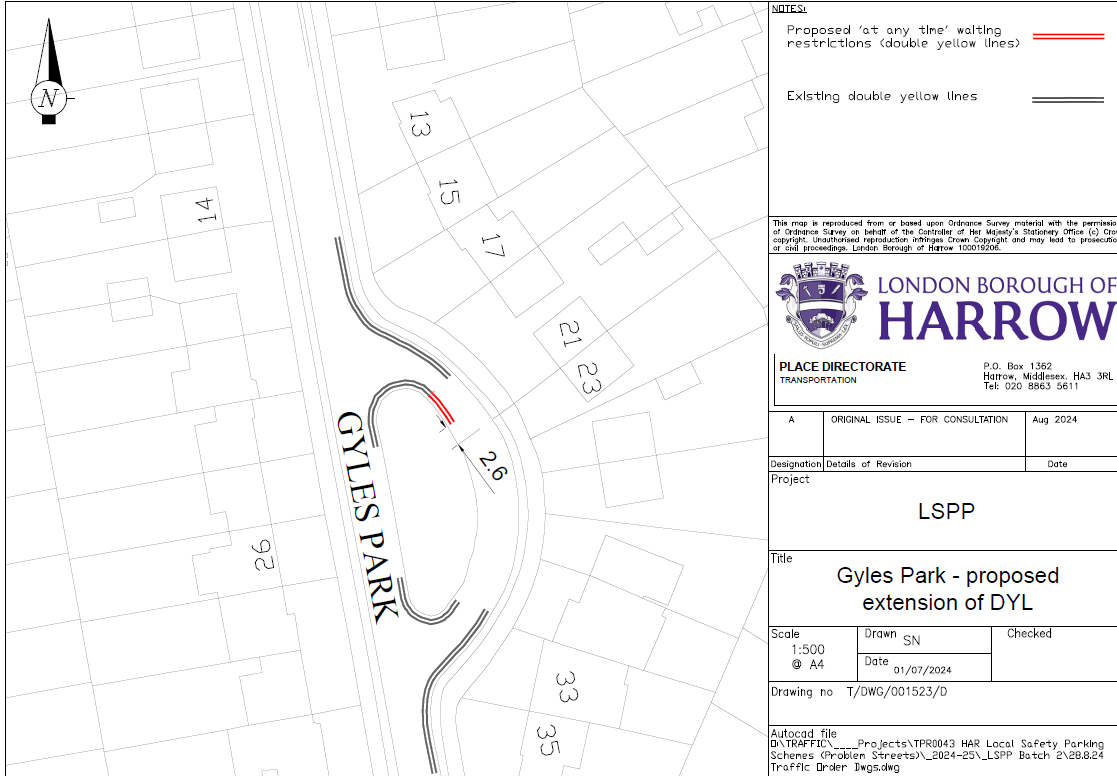 N
13
15
14
17
21
23
GYLES PARK
2.6
26
33
35
NOTES:
Proposed 'at any time' waiting
restrictions (double yellow lines)
Existing double yellow lines
This map is reproduced from or based upon Ordnance Survey material with the
of Ordnance Survey on behalf of the Controller of Her Majesty's Stationery Office (c)
copyright. Unauthorised reproduction infringes Crown Copyright and may lead to
or civil proceedings. London Borough of Harrow 100019206.
LONDON BOROUGH OF
HARROW
PLACE DIRECTORATE
TRANSPORTATION
P.O. Box 1362
Harrow, Middlesex. HA3 3RL
Tel: 020 8863 5611
A ORIGINAL ISSUE - FOR CONSULTATION Aug 2024
Designation Details of Revision Date
Project
LSPP
Title
Gyles Park - proposed
extension of DYL
Scale
1:500
@ A4
Drawn SN
Date 01/07/2024
Checked
Drawing no T/DWG/001523/D
Autocad file
D:\TRAFFIC\____Projects\TPR0043 HAR Local Safety Parking
Schemes (Problem Streets)\_2024-25\_LSPP Batch 2\28.8.24
Traffic Order Dwgs.dwg